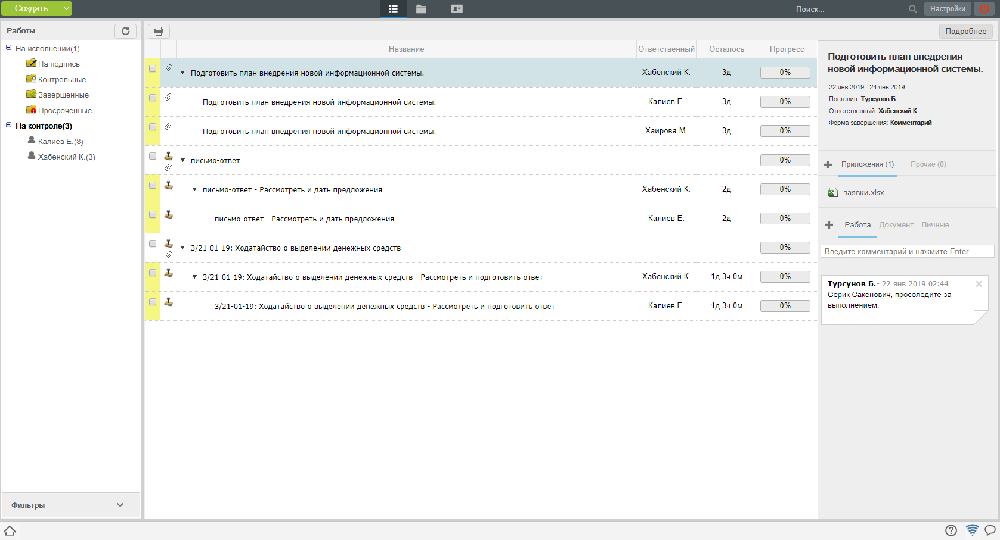 Создать
Поиск...
Настройки
Работы
Подробнее
На исполнении(1)
На подпись
Контрольные
Завершенные
Просроченные
На контроле(3)
Калиев Е.(3)
Хабенский К.(3)
Фильтры
Название Ответственный Осталось Прогресс
Подготовить план внедрения новой информационной системы. Хабенский К. 3д 0%
Подготовить план внедрения новой информационной системы. Калиев Е. 3д 0%
Подготовить план внедрения новой информационной системы. Хаирова М. 3д 0%
письмо-ответ 0%
письмо-ответ - Рассмотреть и дать предложения Хабенский К. 2д 0%
письмо-ответ - Рассмотреть и дать предложения Калиев Е. 2д 0%
3/21-01-19: Ходатайство о выделении денежных средств 0%
3/21-01-19: Ходатайство о выделении денежных средств - Рассмотреть и подготовить ответ Хабенский К. 1д 3ч 0м 0%
3/21-01-19: Ходатайство о выделении денежных средств - Рассмотреть и подготовить ответ Калиев Е. 1д 3ч 0м 0%
Подготовить план внедрения
новой информационной системы.
22 янв 2019 - 24 янв 2019
Поставил: Турсунов Б.
Ответственный: Хабенский К.
Форма завершения: Комментарий
Приложения (1) Прочие (0)
заявки.xlsx
Работа Документ Личные
Введите комментарий и нажмите Enter...
Турсунов Б.- 22 янв 2019 02:44
Серик Сакенович, просоледите за
выполнением.